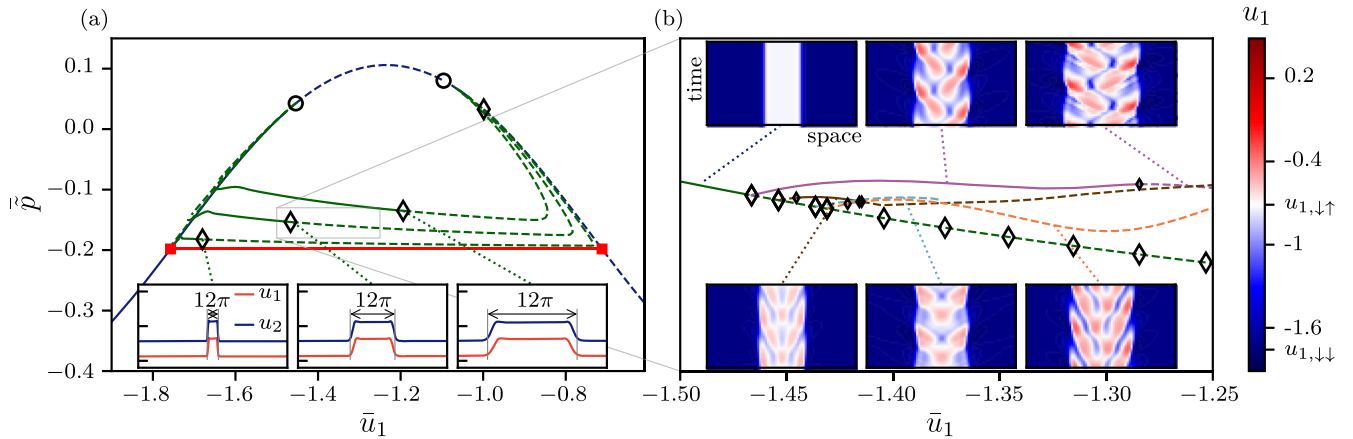 (a)
0.1
0.0
−0.1
−0.2
−0.3
−0.4
p̃̄
12π
u₁
u₂
12π
12π
−1.8
−1.6
−1.4
−1.2
−1.0
−0.8
ū₁
(b)
time
space
−1.50
−1.45
−1.40
−1.35
−1.30
−1.25
ū₁
u₁
0.2
-0.4
u₁,↓↑
-1
-1.6
u₁,↓↓